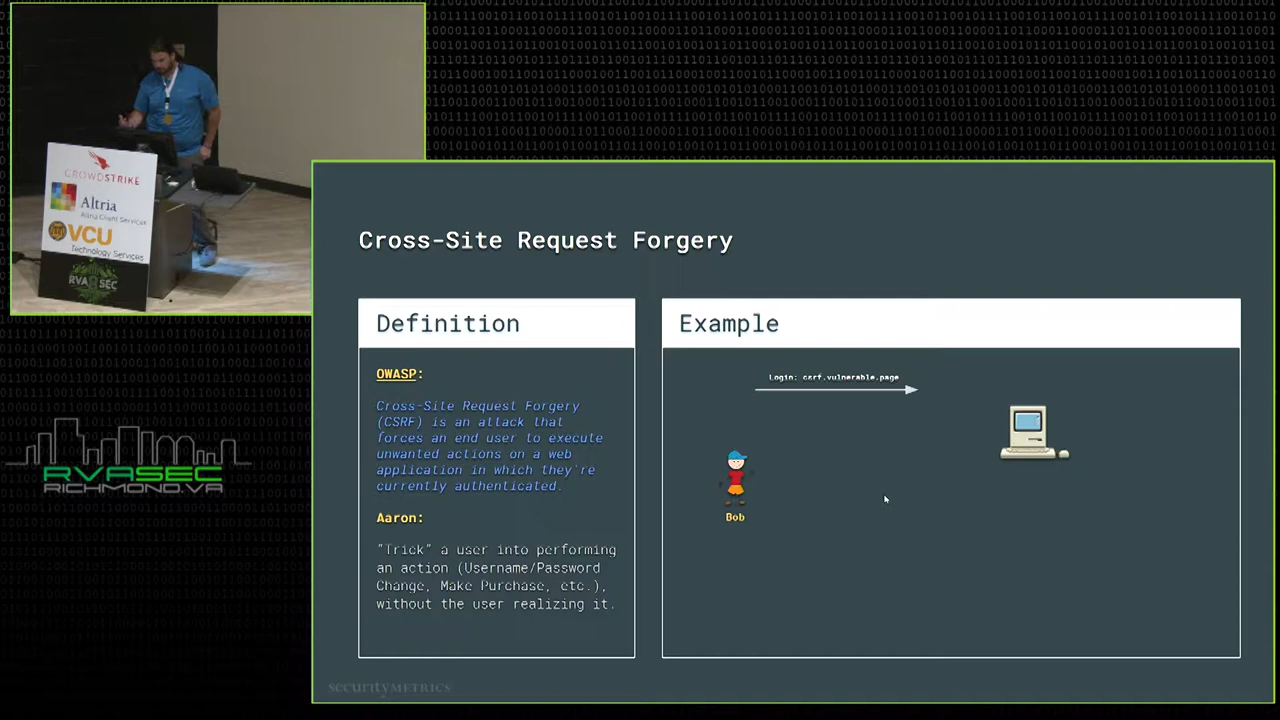 CROWDSTRIKE
Altria
Altria Client Services
VCU
Technology Services
RVASEC
RVASEC
RICHMOND.VA
Cross-Site Request Forgery
Definition
OWASP:
Cross-Site Request Forgery
(CSRF) is an attack that
forces an end user to execute
unwanted actions on a web
application in which they're
currently authenticated.
Aaron:
"Trick" a user into performing
an action (Username/Password
Change, Make Purchase, etc.),
without the user realizing it.
Example
Login: csrf.vulnerable.page
Bob
securityMETRICS